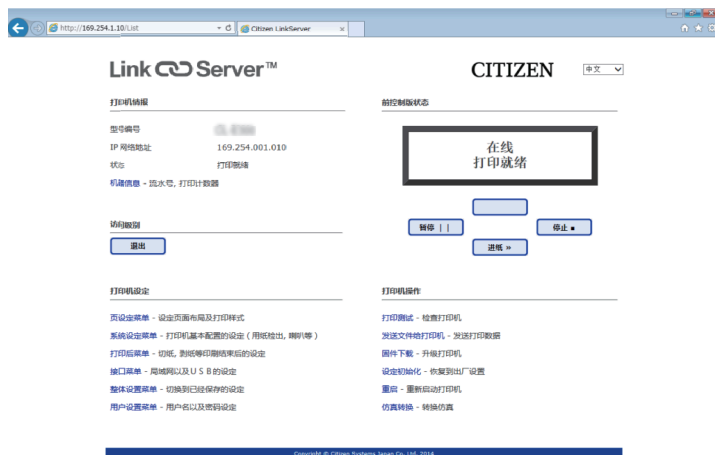 http://169.254.1.10/List
Citizen LinkServer
Link Server™
CITIZEN
中文
打印机情报
型号编号
IP 网络地址 169.254.001.010
状态 打印就绪
机器信息 - 流水号, 打印计数器
访问级别
退出
前控制版状态
在线
打印就绪
暂停 ||
停止 ■
进纸 »
打印机设定
页设定菜单 - 设定页面布局及打印样式
系统设定菜单 - 打印机基本配置的设定 ( 用纸检出, 喇叭等 )
打印后菜单 - 切纸, 剥纸等印刷结束后的设定
接口菜单 - 局域网以及ＵＳＢ的设定
整体设置菜单 - 切换到已经保存的设定
用户设置菜单 - 用户名以及密码设定
打印机操作
打印测试 - 检查打印机
发送文件给打印机 - 发送打印数据
固件下载 - 升级打印机
设定初始化 - 恢复到出厂设置
重启 - 重新启动打印机
仿真转换 - 转换仿真
Copyright © Citizen Systems Japan Co., Ltd. 2014